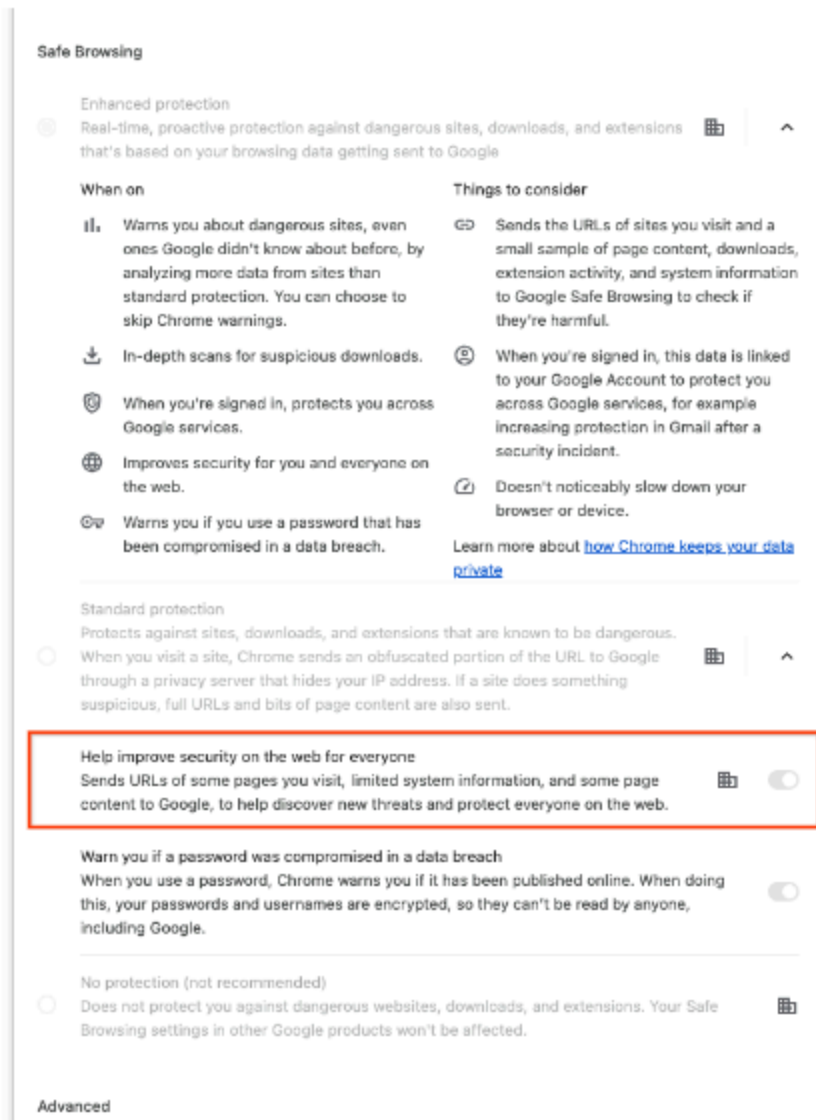 Safe Browsing
Enhanced protection
Real-time, proactive protection against dangerous sites, downloads, and extensions
that's based on your browsing data getting sent to Google
When on
Warns you about dangerous sites, even
ones Google didn't know about before, by
analyzing more data from sites than
standard protection. You can choose to
skip Chrome warnings.
In-depth scans for suspicious downloads.
When you're signed in, protects you across
Google services.
Improves security for you and everyone on
the web.
Warns you if you use a password that has
been compromised in a data breach.
Things to consider
Sends the URLs of sites you visit and a
small sample of page content, downloads,
extension activity, and system information
to Google Safe Browsing to check if
they're harmful.
When you're signed in, this data is linked
to your Google Account to protect you
across Google services, for example
increasing protection in Gmail after a
security incident.
Doesn't noticeably slow down your
browser or device.
Learn more about how Chrome keeps your data
private
Standard protection
Protects against sites, downloads, and extensions that are known to be dangerous.
When you visit a site, Chrome sends an obfuscated portion of the URL to Google
through a privacy server that hides your IP address. If a site does something
suspicious, full URLs and bits of page content are also sent.
Help improve security on the web for everyone
Sends URLs of some pages you visit, limited system information, and some page
content to Google, to help discover new threats and protect everyone on the web.
Warn you if a password was compromised in a data breach
When you use a password, Chrome warns you if it has been published online. When doing
this, your passwords and usernames are encrypted, so they can't be read by anyone,
including Google.
No protection (not recommended)
Does not protect you against dangerous websites, downloads, and extensions. Your Safe
Browsing settings in other Google products won't be affected.
Advanced